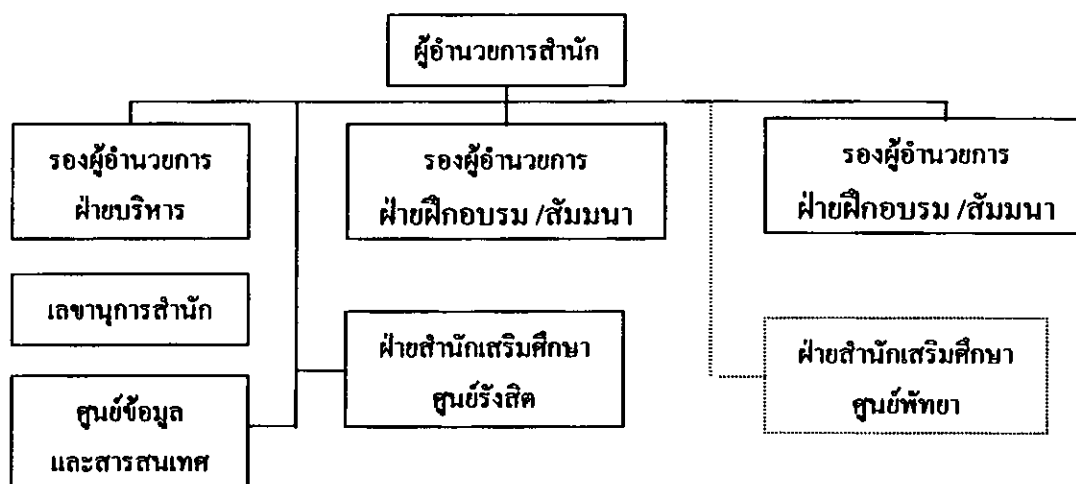 ผู้อำนวยการสำนัก
รองผู้อำนวยการ
ฝ่ายบริหาร
รองผู้อำนวยการ
ฝ่ายฝึกอบรม /สัมมนา
รองผู้อำนวยการ
ฝ่ายฝึกอบรม /สัมมนา
เลขานุการสำนัก
ฝ่ายสำนักเสริมศึกษา
ศูนย์รังสิต
ฝ่ายสำนักเสริมศึกษา
ศูนย์พัทยา
ศูนย์ข้อมูล
และสารสนเทศ